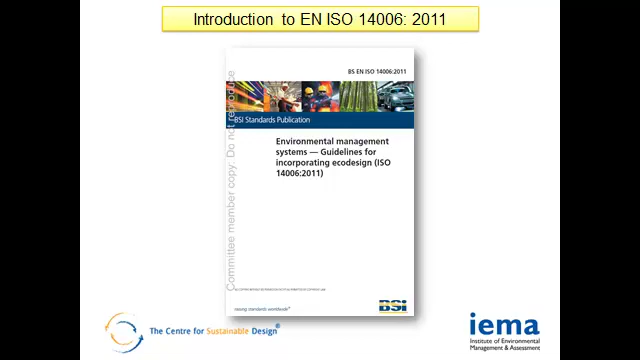 Introduction to EN ISO 14006: 2011
BS EN ISO 14006:2011
BSI Standards Publication
Environmental management
systems — Guidelines for
incorporating ecodesign (ISO
14006:2011)
Committee member copy: Do not reproduce
raising standards worldwide
BSI
The Centre for Sustainable Design®
iema
Institute of Environmental
Management & Assessment